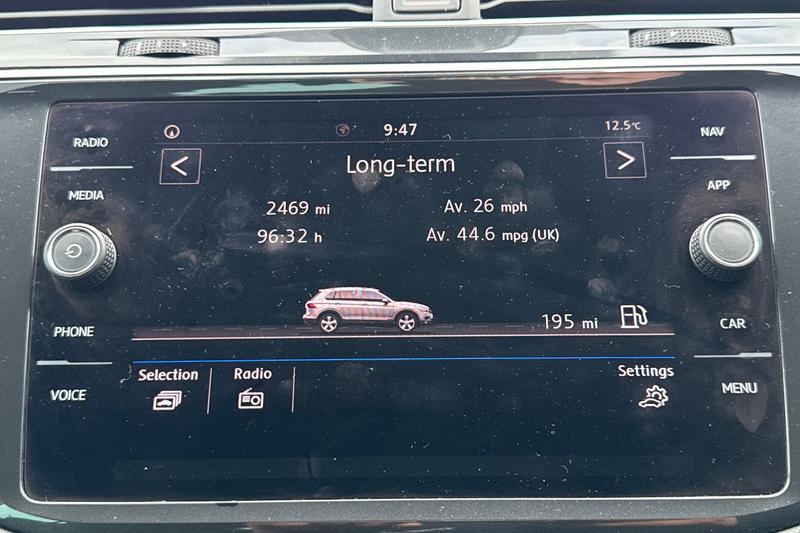 RADIO
MEDIA
PHONE
VOICE
9:47
12.5°C
Long-term
2469 mi
Av. 26 mph
96:32 h
Av. 44.6 mpg (UK)
195 mi
Selection
Radio
Settings
NAV
APP
CAR
MENU